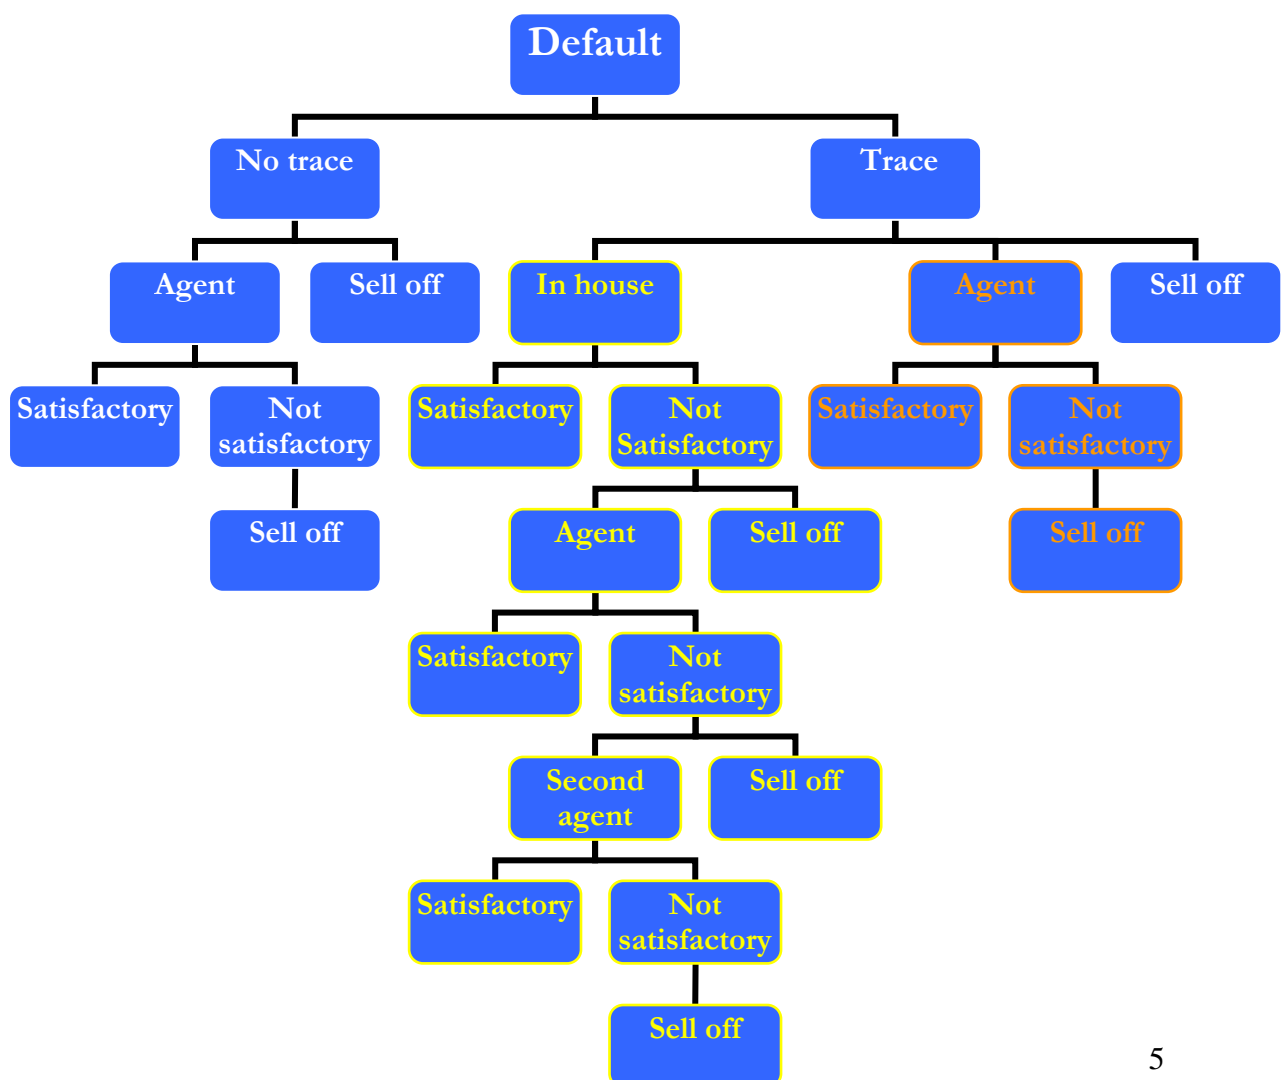 Default
No trace
Trace
Agent
Sell off
In house
Agent
Sell off
Satisfactory
Not
satisfactory
Satisfactory
Not
Satisfactory
Satisfactory
Not
satisfactory
Sell off
Agent
Sell off
Sell off
Satisfactory
Not
satisfactory
Second
agent
Sell off
Satisfactory
Not
satisfactory
Sell off
5